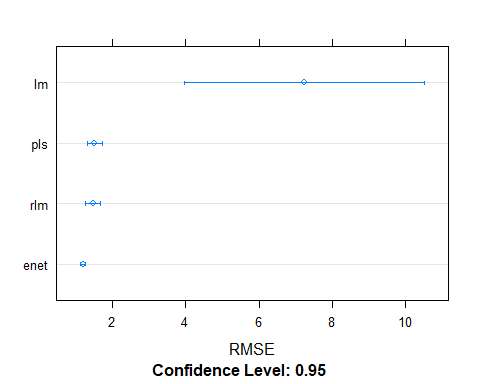 lm
pls
rlm
enet
2 4 6 8 10
RMSE
Confidence Level: 0.95